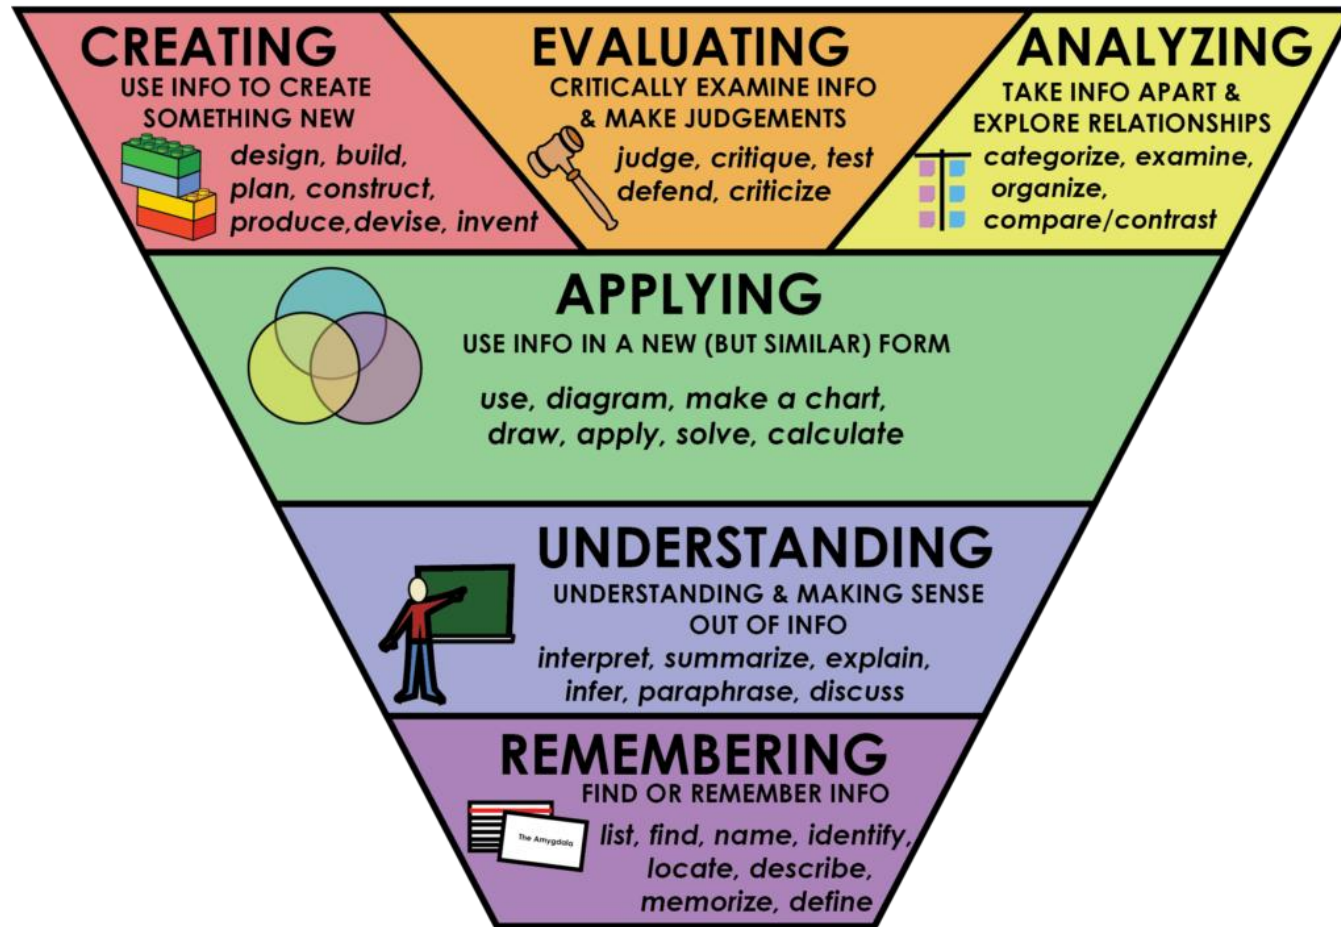 CREATING
USE INFO TO CREATE
SOMETHING NEW
design, build,
plan, construct,
produce,devise, invent
EVALUATING
CRITICALLY EXAMINE INFO
& MAKE JUDGEMENTS
judge, critique, test
defend, criticize
ANALYZING
TAKE INFO APART &
EXPLORE RELATIONSHIPS
categorize, examine,
organize,
compare/contrast
APPLYING
USE INFO IN A NEW (BUT SIMILAR) FORM
use, diagram, make a chart,
draw, apply, solve, calculate
UNDERSTANDING
UNDERSTANDING & MAKING SENSE
OUT OF INFO
interpret, summarize, explain,
infer, paraphrase, discuss
REMEMBERING
FIND OR REMEMBER INFO
The Amygdala
list, find, name, identify,
locate, describe,
memorize, define